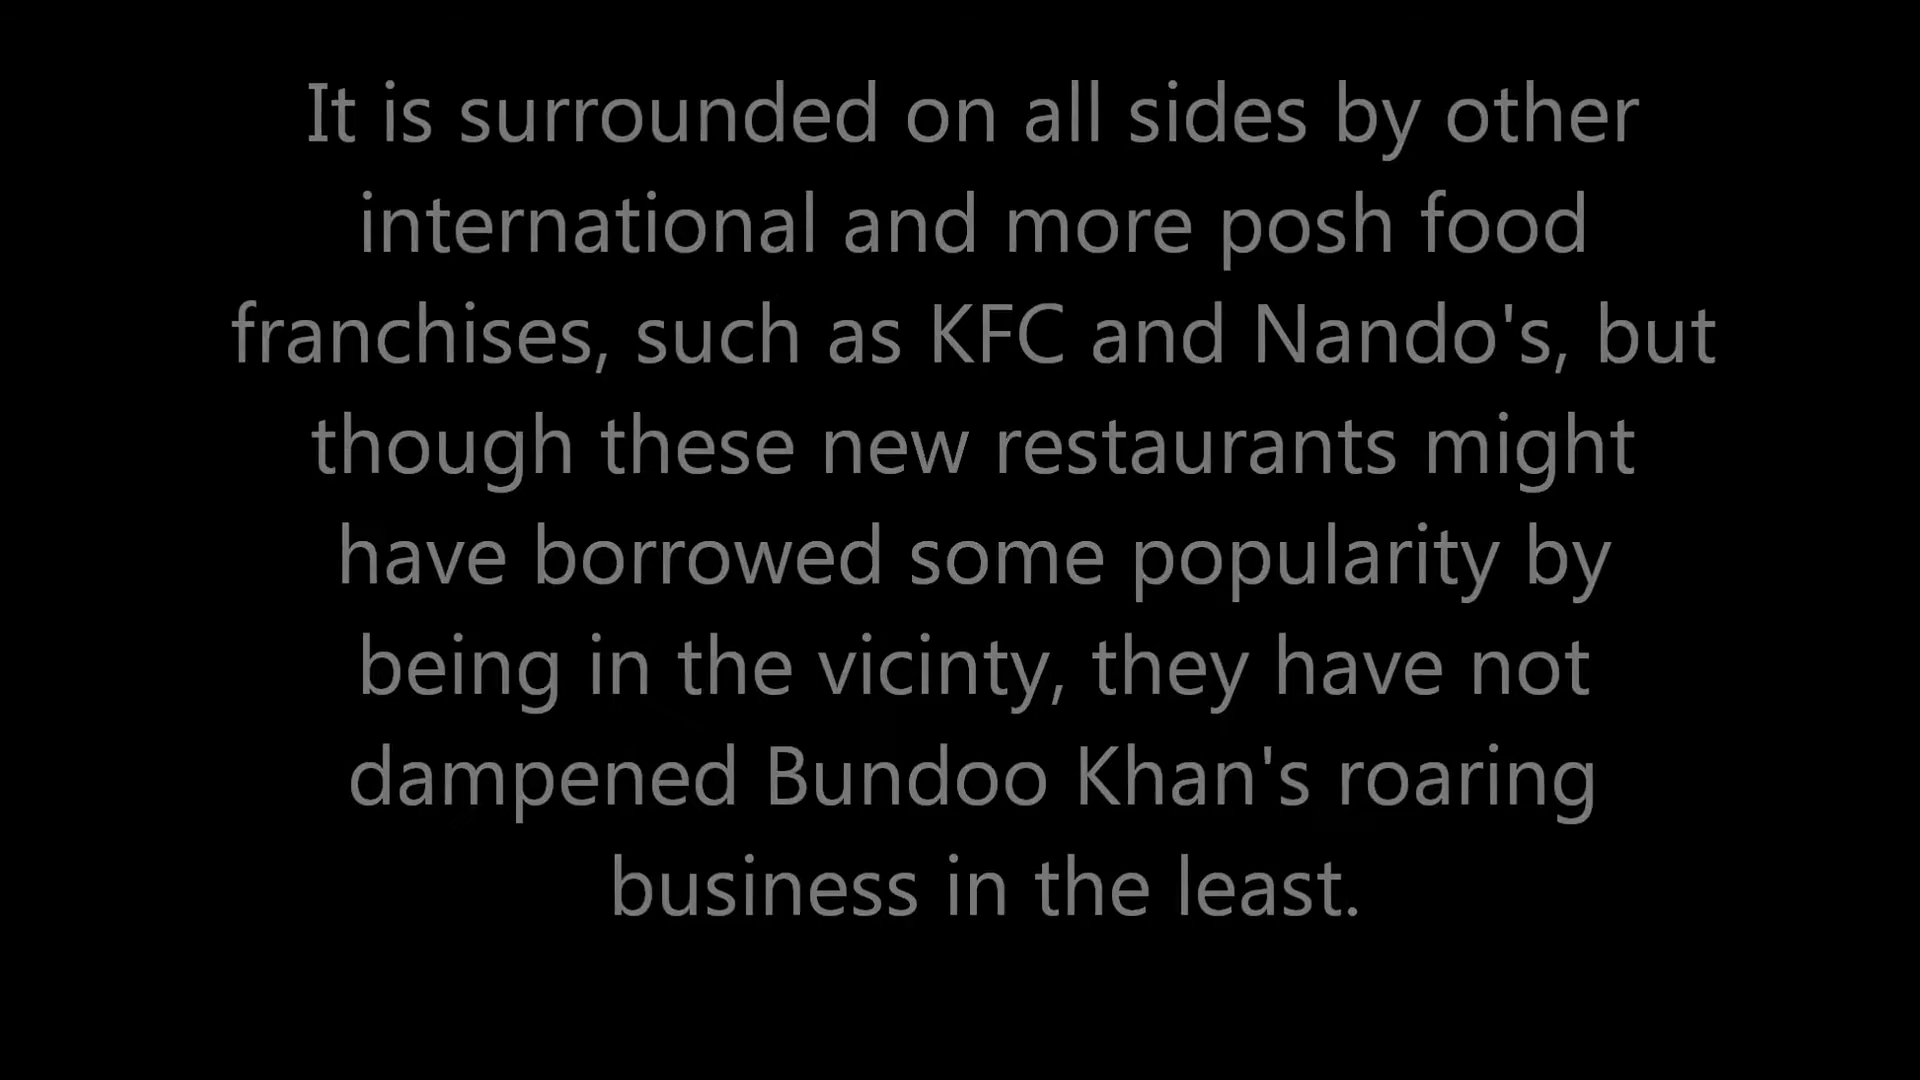 It is surrounded on all sides by other
international and more posh food
franchises, such as KFC and Nando's, but
though these new restaurants might
have borrowed some popularity by
being in the vicinty, they have not
dampened Bundoo Khan's roaring
business in the least.